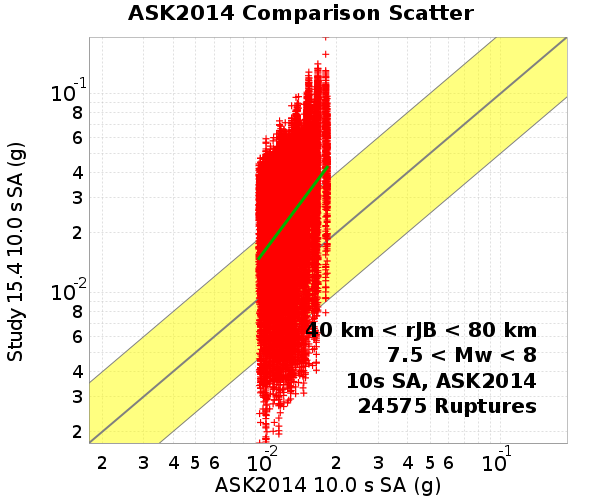 ASK2014 Comparison Scatter
Study 15.4 10.0 s SA (g)
10-1
8
6
4
3
2
10-2
8
6
4
3
2
40 km < rJB < 80 km
7.5 < Mw < 8
10s SA, ASK2014
24575 Ruptures
2 3 4 5 6 10-2 2 3 4 5 6 10-1
ASK2014 10.0 s SA (g)